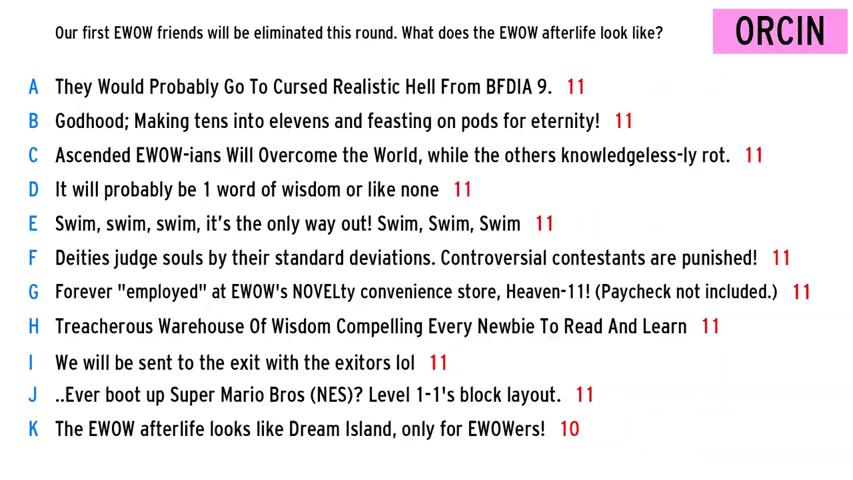 Our first EWOW friends will be eliminated this round. What does the EWOW afterlife look like?
ORCIN
A They Would Probably Go To Cursed Realistic Hell From BFDIA 9. 11
B Godhood; Making tens into elevens and feasting on pods for eternity! 11
C Ascended EWOW-ians Will Overcome the World, while the others knowledgeless-ly rot. 11
D It will probably be 1 word of wisdom or like none 11
E Swim, swim, swim, it's the only way out! Swim, Swim, Swim 11
F Deities judge souls by their standard deviations. Controversial contestants are punished! 11
G Forever "employed" at EWOW's NOVELty convenience store, Heaven-11! (Paycheck not included.) 11
H Treacherous Warehouse Of Wisdom Compelling Every Newbie To Read And Learn 11
I We will be sent to the exit with the exitors lol 11
J ..Ever boot up Super Mario Bros (NES)? Level 1-1's block layout. 11
K The EWOW afterlife looks like Dream Island, only for EWOWers! 10